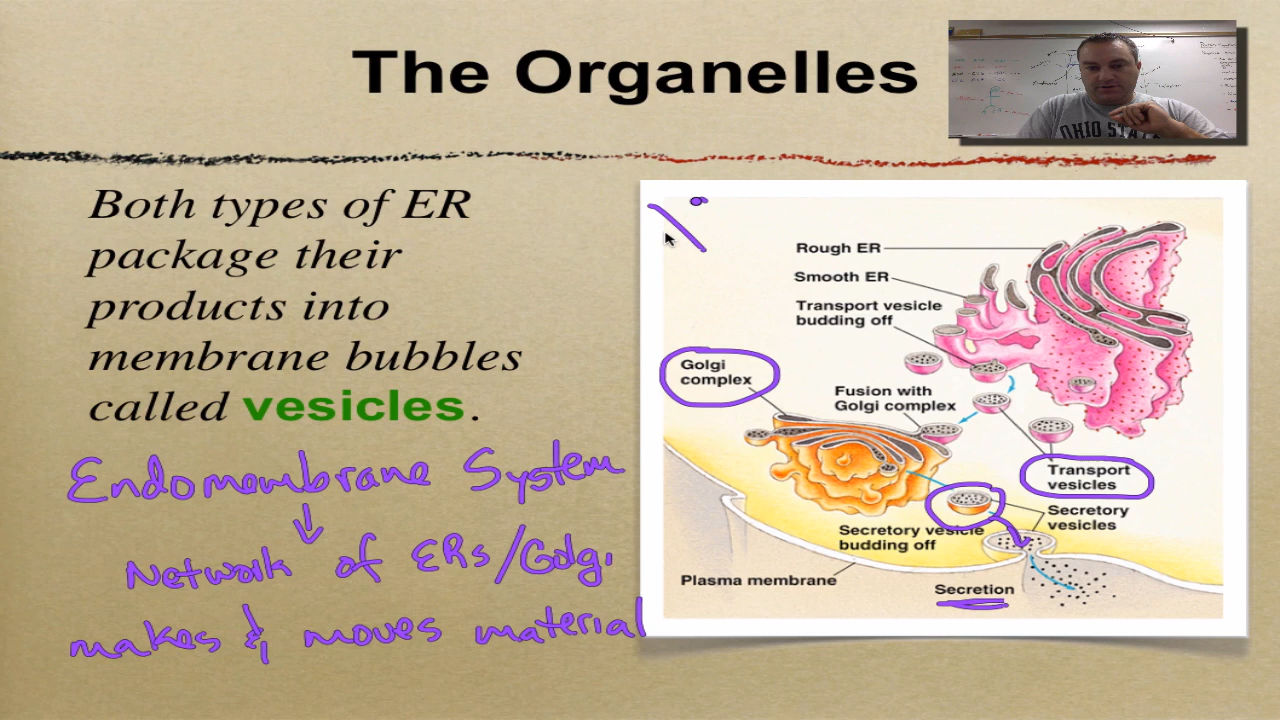 The Organelles
OHIO STATE
Both types of ER
package their
products into
membrane bubbles
called vesicles.
Endomembrane System
Network of ERs/Golgi
makes & moves material
Rough ER
Smooth ER
Transport vesicle
budding off
Golgi
complex
Fusion with
Golgi complex
Transport
vesicles
Secretory
vesicles
Secretory vesicle
budding off
Plasma membrane
Secretion